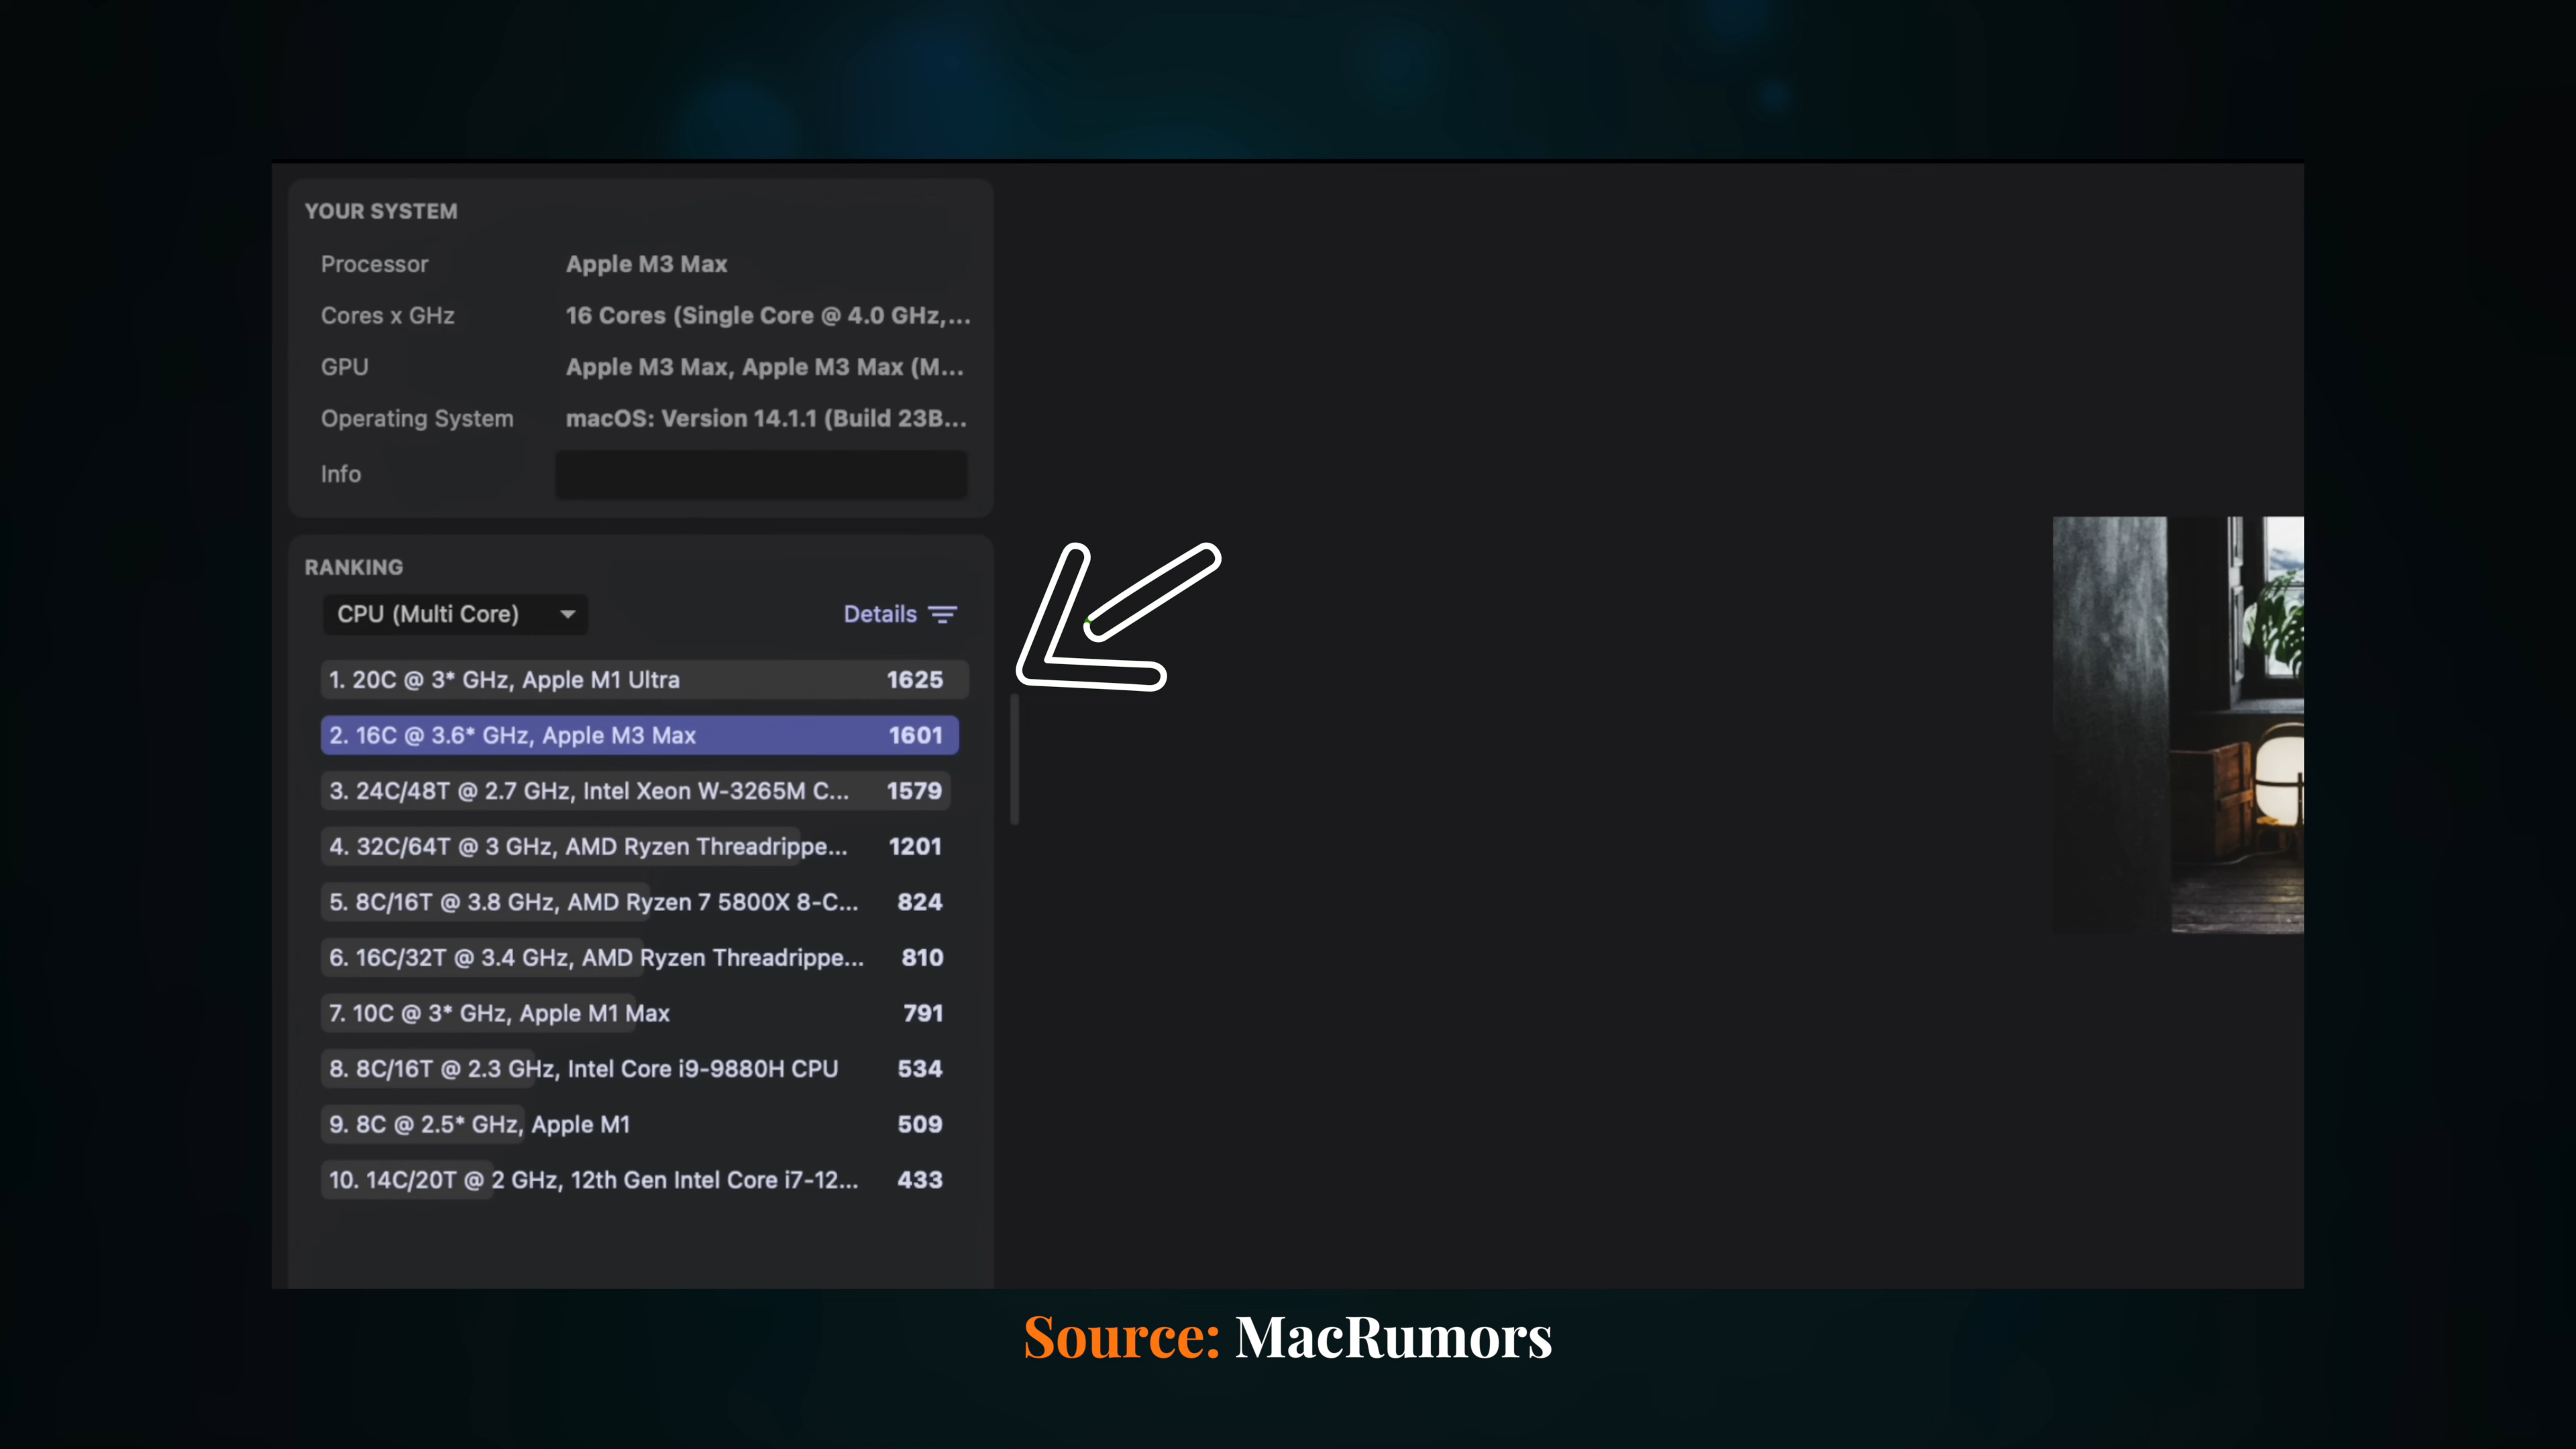 YOUR SYSTEM
Processor Apple M3 Max
Cores x GHz 16 Cores (Single Core @ 4.0 GHz,...
GPU Apple M3 Max, Apple M3 Max (M...
Operating System macOS: Version 14.1.1 (Build 23B...
Info
RANKING
CPU (Multi Core) Details
1. 20C @ 3* GHz, Apple M1 Ultra 1625
2. 16C @ 3.6* GHz, Apple M3 Max 1601
3. 24C/48T @ 2.7 GHz, Intel Xeon W-3265M C... 1579
4. 32C/64T @ 3 GHz, AMD Ryzen Threadrippe... 1201
5. 8C/16T @ 3.8 GHz, AMD Ryzen 7 5800X 8-C... 824
6. 16C/32T @ 3.4 GHz, AMD Ryzen Threadrippe... 810
7. 10C @ 3* GHz, Apple M1 Max 791
8. 8C/16T @ 2.3 GHz, Intel Core i9-9880H CPU 534
9. 8C @ 2.5* GHz, Apple M1 509
10. 14C/20T @ 2 GHz, 12th Gen Intel Core i7-12... 433
Source: MacRumors